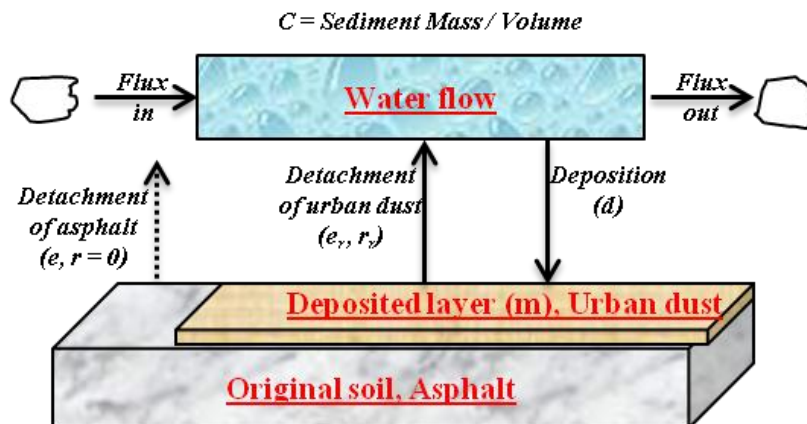 C = Sediment Mass / Volume
Flux
in
Water flow
Flux
out
Detachment
of asphalt
(e, r = 0)
Detachment
of urban dust
(eᵣ, rᵣ)
Deposition
(d)
Deposited layer (m), Urban dust
Original soil, Asphalt